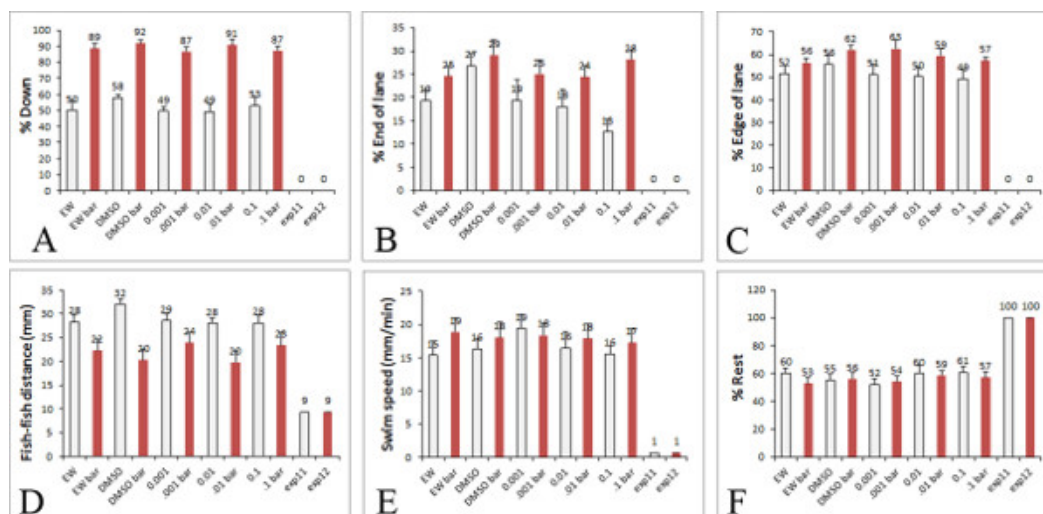 % Down
100
90
80
70
60
50
40
30
20
10
0
50 89 58 92 49 87 49 91 53 87 0 0
EW EW bar DMSO DMSO bar 0.001 .001 bar 0.01 .01 bar 0.1 .1 bar exp11 exp12
A
% End of lane
35
30
25
20
15
10
5
0
19 25 27 29 19 25 18 24 28 0 0
EW EW bar DMSO DMSO bar 0.001 .001 bar 0.01 .01 bar 0.1 .1 bar exp11 exp12
B
% Edge of lane
70
60
50
40
30
20
10
0
52 56 56 62 51 63 50 59 49 57 0 0
EW EW bar DMSO DMSO bar 0.001 .001 bar 0.01 .01 bar 0.1 .1 bar exp11 exp12
C
Fish-fish distance (mm)
35
30
25
20
15
10
5
0
28 22 32 20 29 24 28 20 28 9 9
EW EW bar DMSO DMSO bar 0.001 .001 bar 0.01 .01 bar 0.1 .1 bar exp11 exp12
D
Swim speed (mm/min)
25
20
15
10
5
0
15 19 16 18 19 18 16 18 16 17 1 1
EW EW bar DMSO DMSO bar 0.001 .001 bar 0.01 .01 bar 0.1 .1 bar exp11 exp12
E
% Rest
120
100
80
60
40
20
0
60 53 55 56 52 54 60 59 61 57 100 100
EW EW bar DMSO DMSO bar 0.001 .001 bar 0.01 .01 bar 0.1 .1 bar exp11 exp12
F